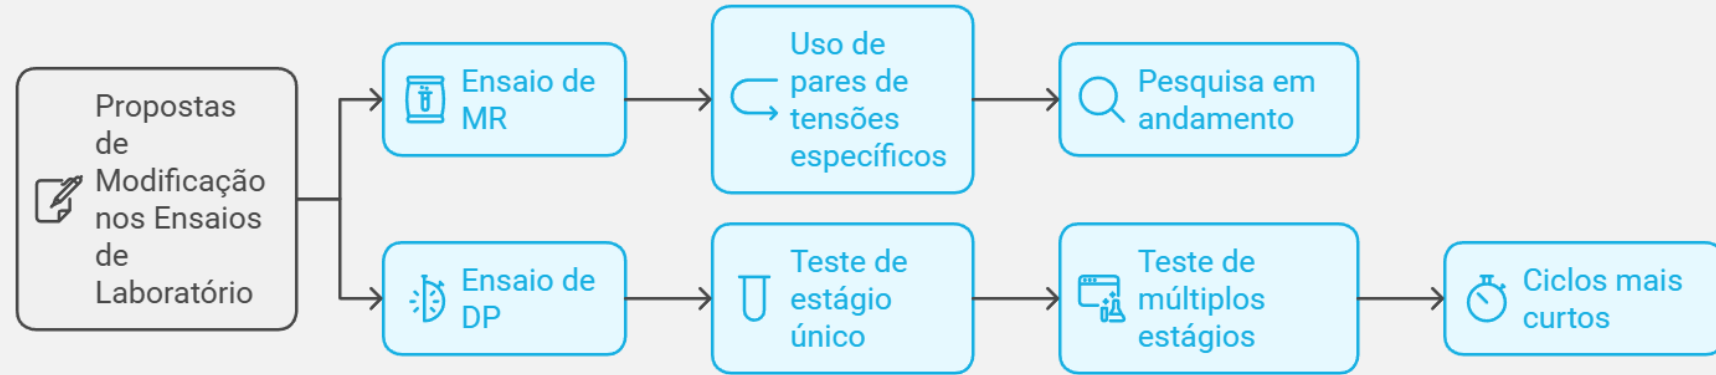 Propostas
de
Modificação
nos Ensaios
de
Laboratório
Ensaio de
MR
Uso de
pares de
tensões
específicos
Pesquisa em
andamento
Ensaio de
DP
Teste de
estágio
único
Teste de
múltiplos
estágios
Ciclos mais
curtos